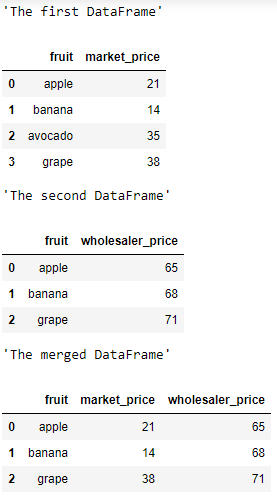 'The first DataFrame'
fruit market_price
0 apple 21
1 banana 14
2 avocado 35
3 grape 38
'The second DataFrame'
fruit wholesaler_price
0 apple 65
1 banana 68
2 grape 71
'The merged DataFrame'
fruit market_price wholesaler_price
0 apple 21 65
1 banana 14 68
2 grape 38 71